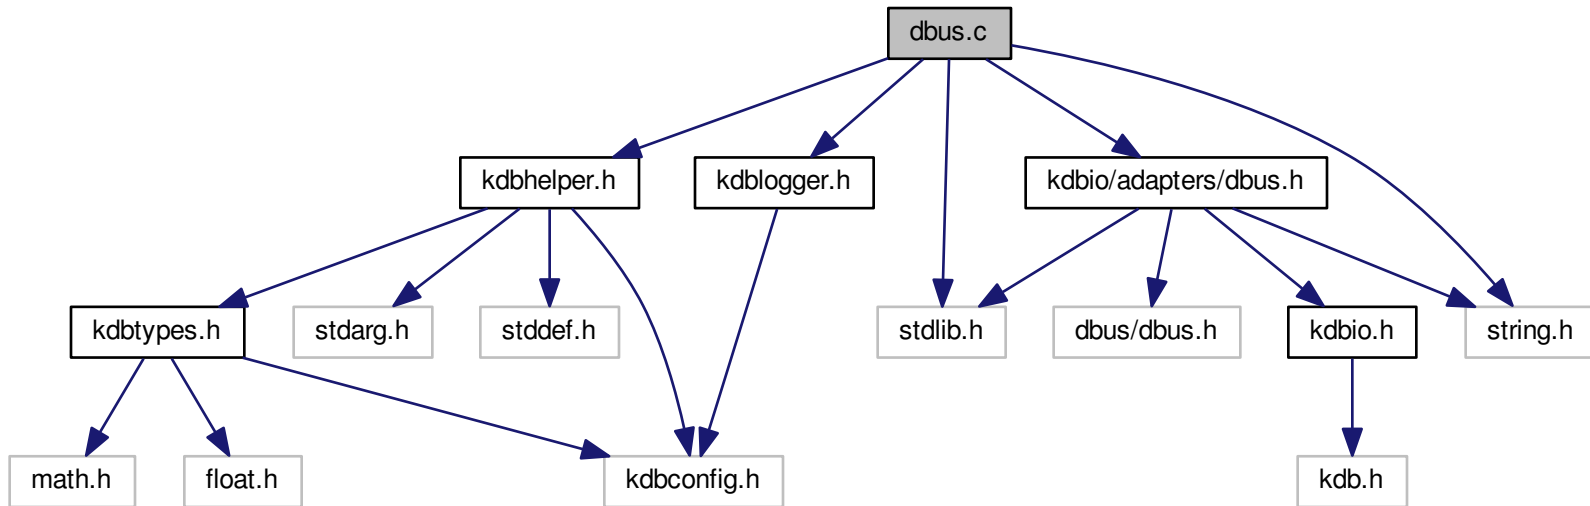 dbus.c
kdbhelper.h
kdblogger.h
kdbio/adapters/dbus.h
kdbtypes.h
stdarg.h
stddef.h
stdlib.h
dbus/dbus.h
kdbio.h
string.h
math.h
float.h
kdbconfig.h
kdb.h